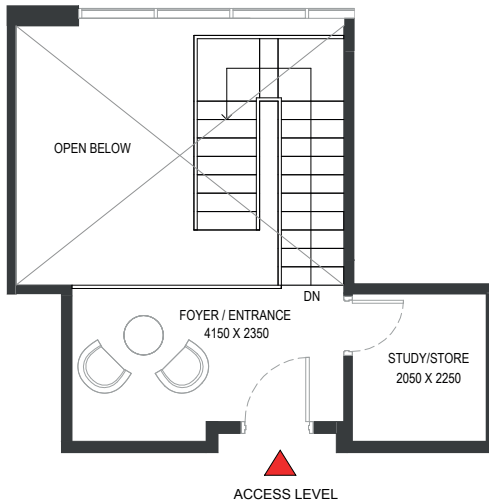 OPEN BELOW
DN
FOYER / ENTRANCE
4150 X 2350
STUDY/STORE
2050 X 2250
ACCESS LEVEL